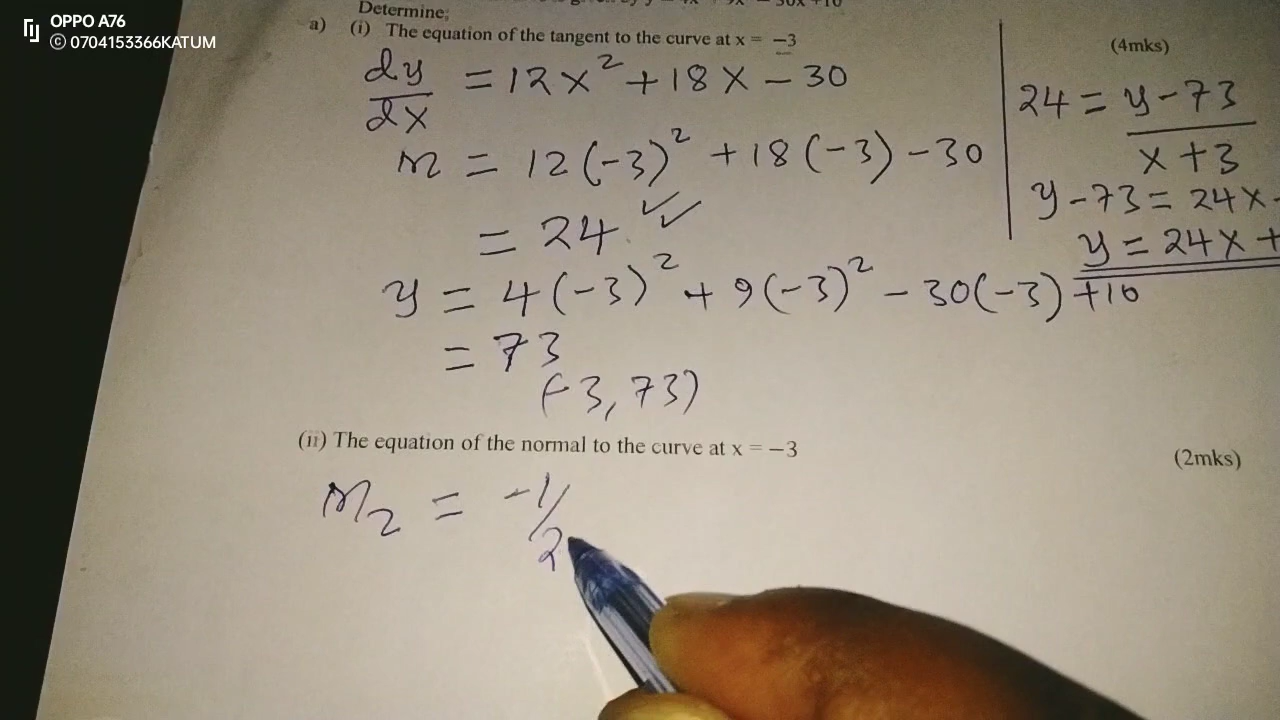 OPPO A76
© 0704153366KATUM
Determine;
a) (i) The equation of the tangent to the curve at x = −3
(4mks)
dy/dx = 12x² + 18x − 30
m = 12(−3)² + 18(−3) − 30
= 24 ✓✓
y = 4(−3)² + 9(−3)² − 30(−3) + 10
= 73
(−3, 73)
24 = y − 73 / x + 3
y − 73 = 24x
y = 24x +
(ii) The equation of the normal to the curve at x = −3
(2mks)
m₂ = −1/2